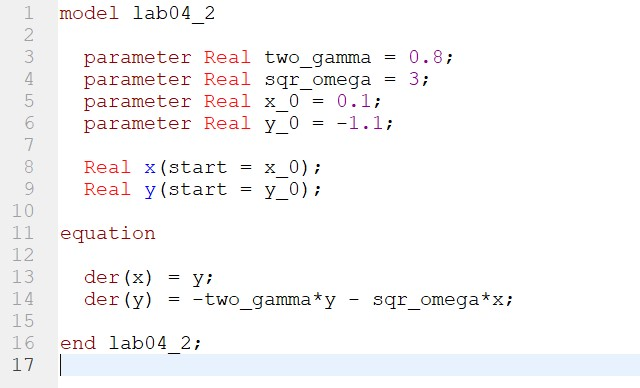 1 model lab04_2
2
3   parameter Real two_gamma = 0.8;
4   parameter Real sqr_omega = 3;
5   parameter Real x_0 = 0.1;
6   parameter Real y_0 = -1.1;
7
8   Real x(start = x_0);
9   Real y(start = y_0);
10
11 equation
12
13   der(x) = y;
14   der(y) = -two_gamma*y - sqr_omega*x;
15
16 end lab04_2;
17